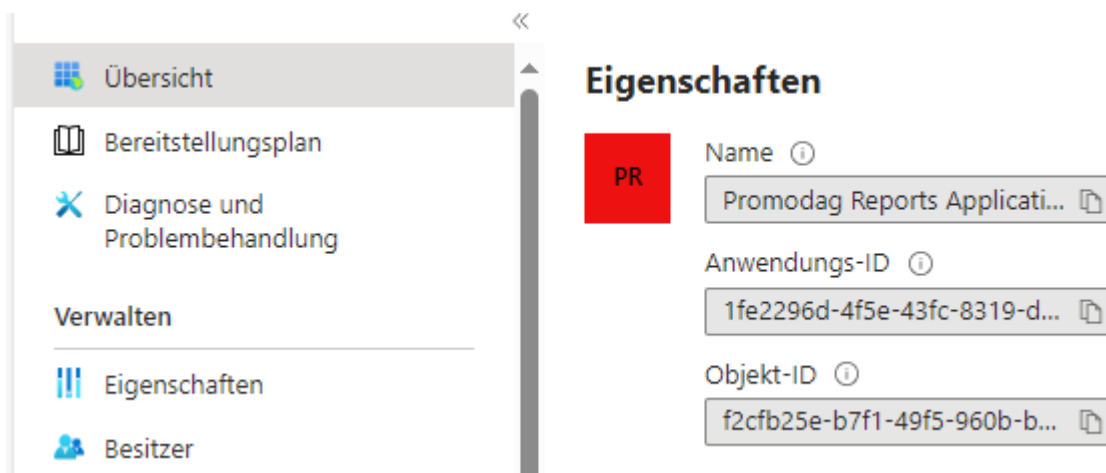 Übersicht
Bereitstellungsplan
Diagnose und
Problembehandlung
Verwalten
Eigenschaften
Besitzer
Eigenschaften
PR
Name
Promodag Reports Applicati...
Anwendungs-ID
1fe2296d-4f5e-43fc-8319-d...
Objekt-ID
f2cfb25e-b7f1-49f5-960b-b...